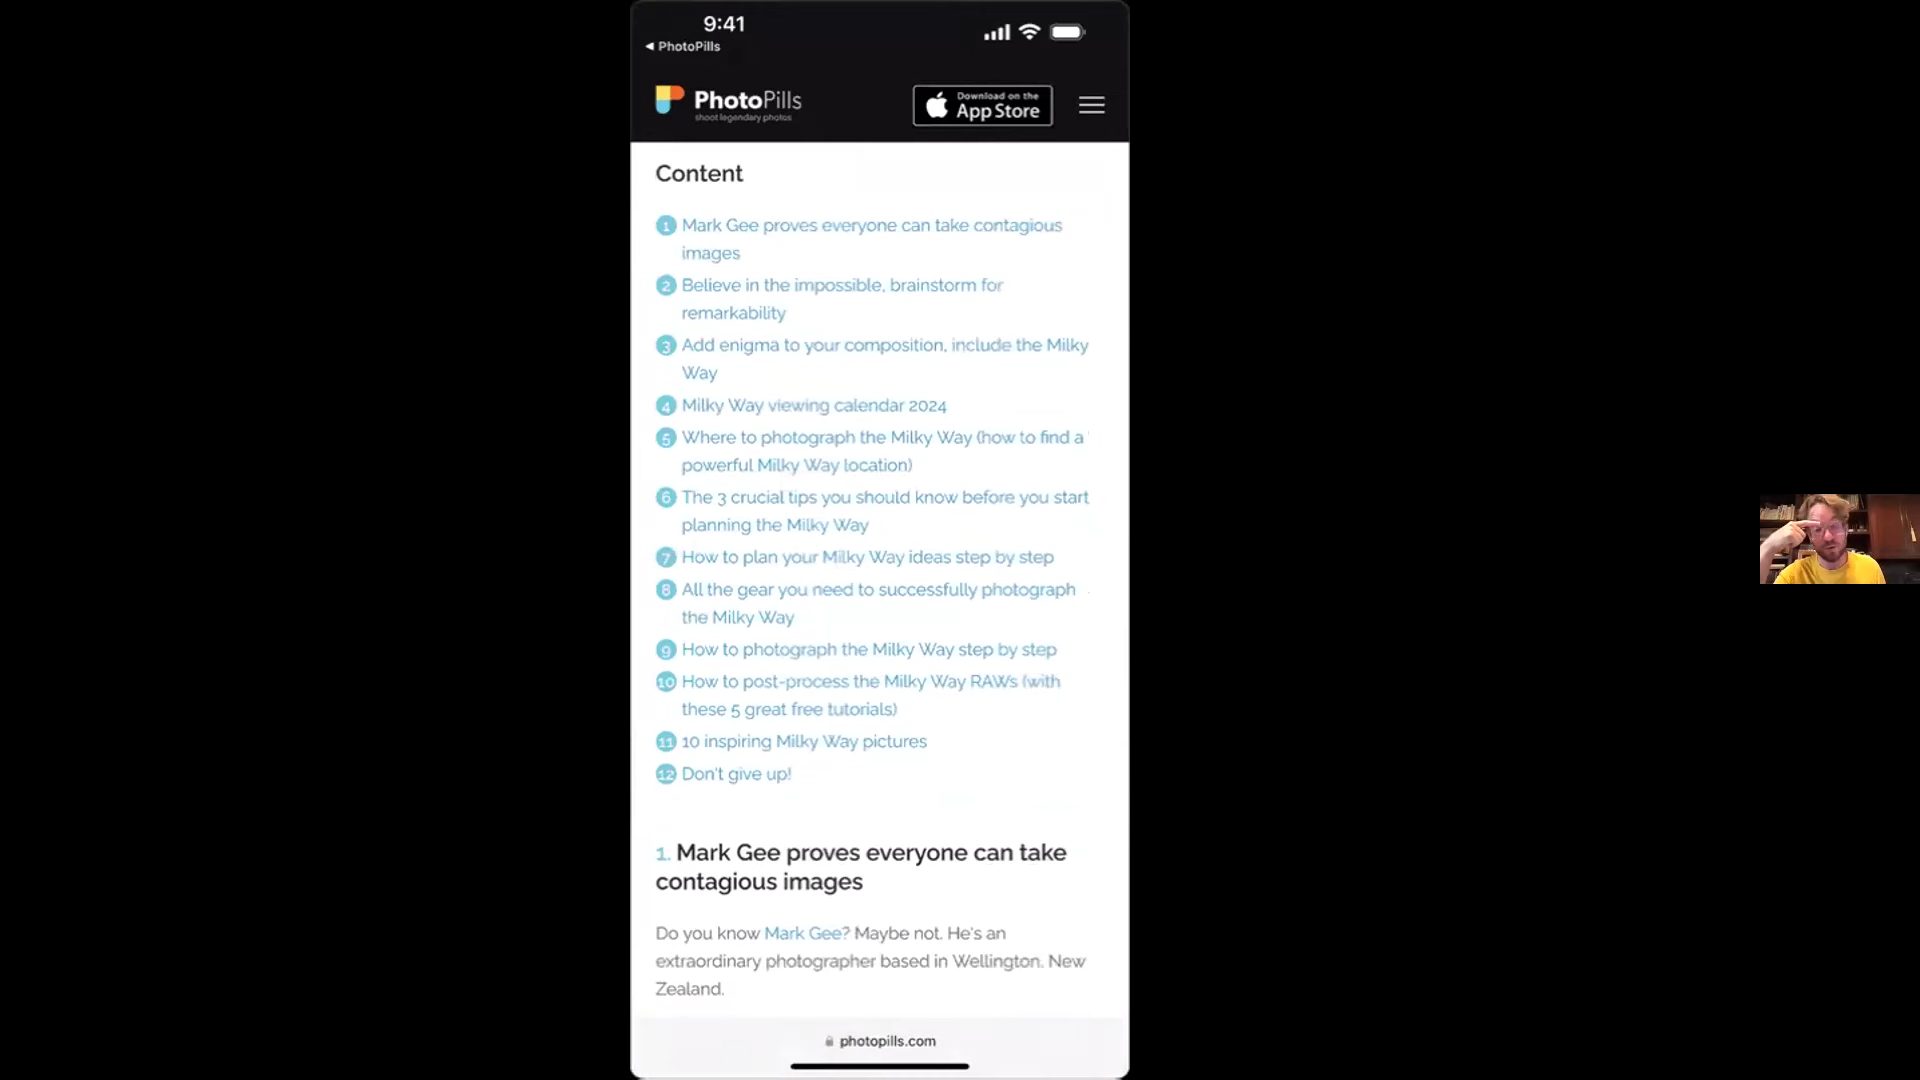 9:41
◀ PhotoPills
PhotoPills
shoot legendary photos
Download on the
App Store
Content
1 Mark Gee proves everyone can take contagious
images
2 Believe in the impossible, brainstorm for
remarkability
3 Add enigma to your composition, include the Milky
Way
4 Milky Way viewing calendar 2024
5 Where to photograph the Milky Way (how to find a
powerful Milky Way location)
6 The 3 crucial tips you should know before you start
planning the Milky Way
7 How to plan your Milky Way ideas step by step
8 All the gear you need to successfully photograph
the Milky Way
9 How to photograph the Milky Way step by step
10 How to post-process the Milky Way RAWs (with
these 5 great free tutorials)
11 10 inspiring Milky Way pictures
12 Don't give up!
1. Mark Gee proves everyone can take
contagious images
Do you know Mark Gee? Maybe not. He's an
extraordinary photographer based in Wellington, New
Zealand.
photopills.com